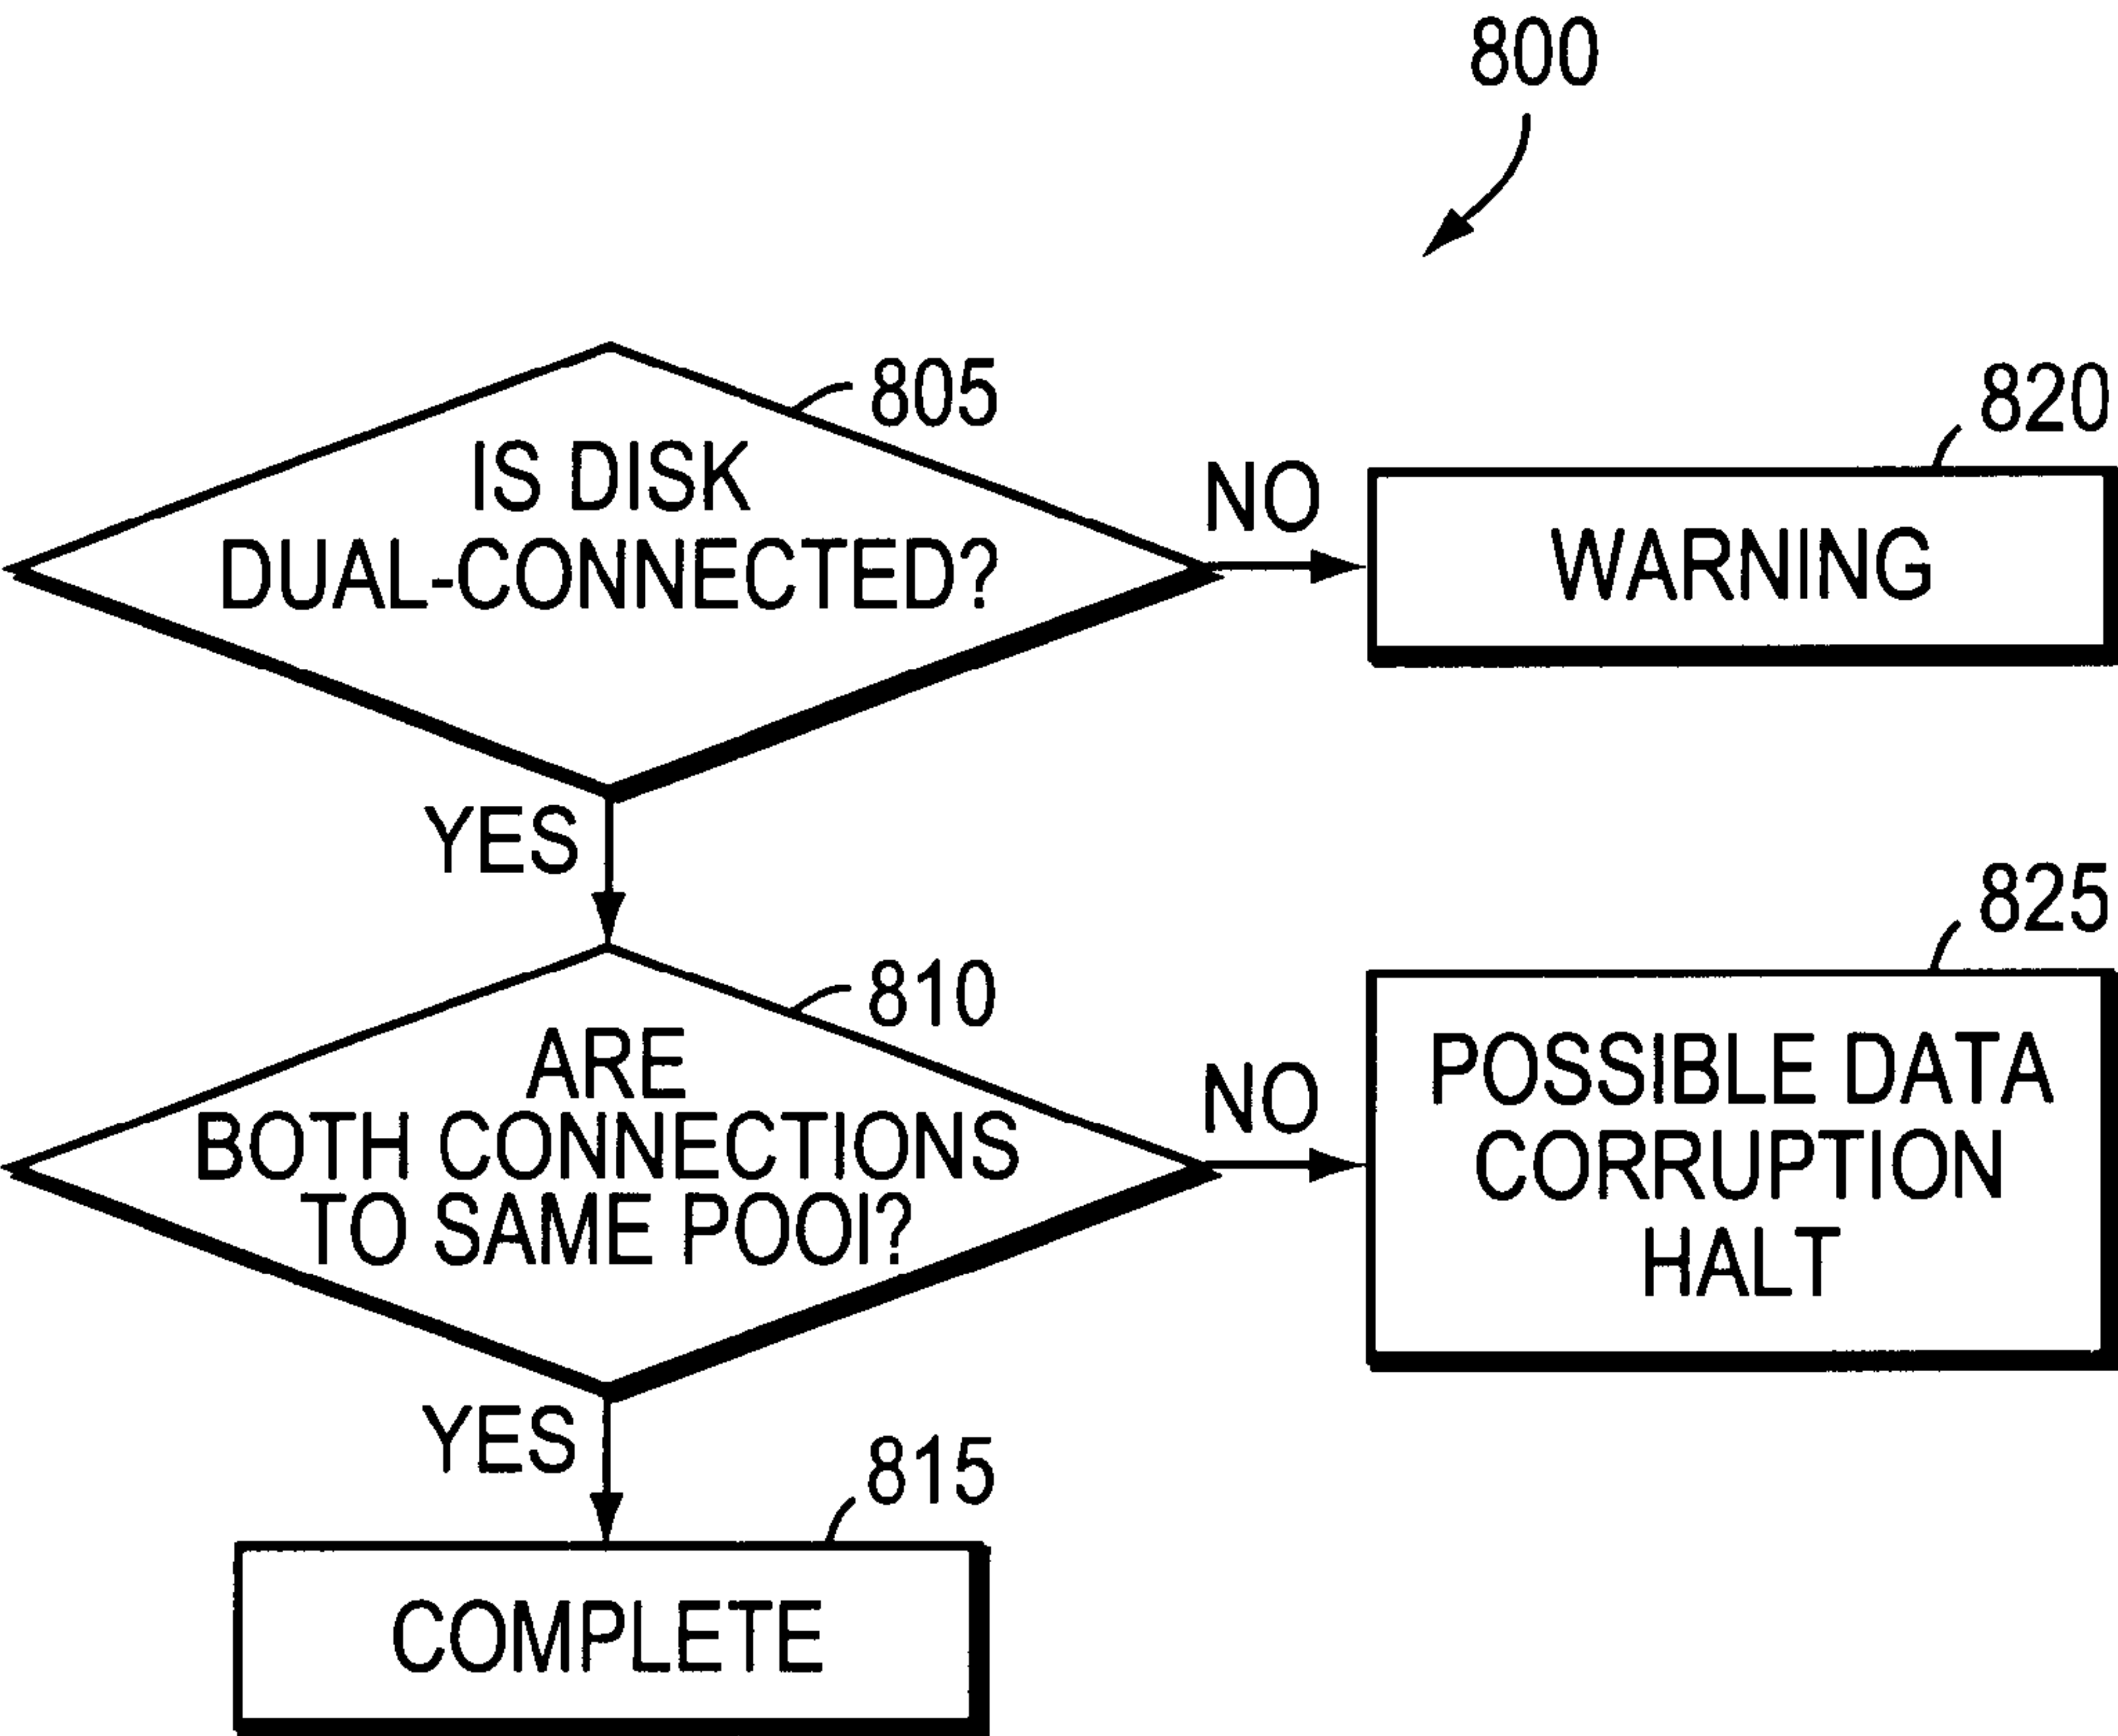 800
805
IS DISK
DUAL-CONNECTED?
NO
820
WARNING
YES
810
ARE
BOTH CONNECTIONS
TO SAME POOl?
NO
825
POSSIBLE DATA
CORRUPTION
HALT
YES
815
COMPLETE